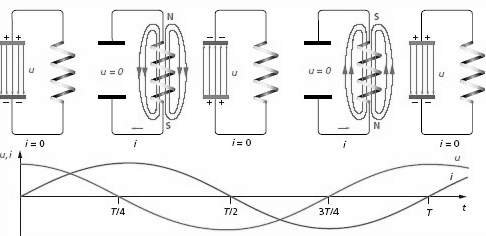 + +
u
− −
i = 0
u = 0
N
S
i
− −
u
+ +
i = 0
u = 0
S
N
i
+ +
u
− −
i = 0
u,i
u
i
T/4
T/2
3T/4
T
t